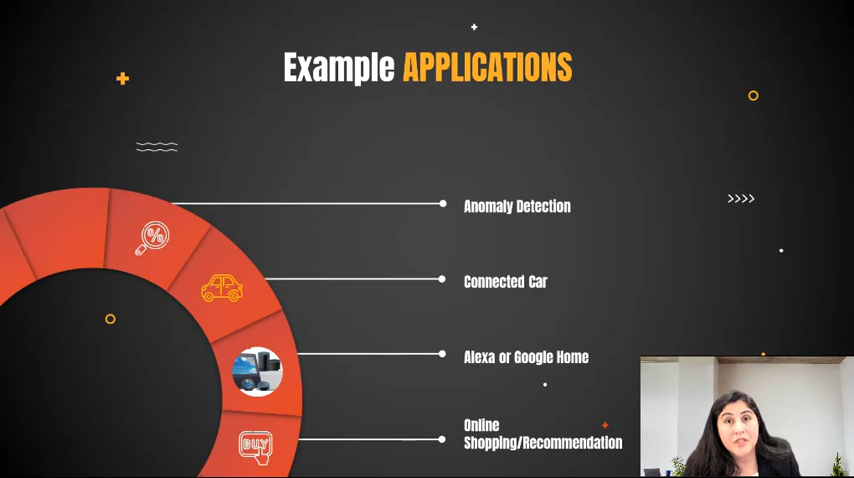 Example APPLICATIONS
%
Anomaly Detection
Connected Car
Alexa or Google Home
BUY
Online
Shopping/Recommendation